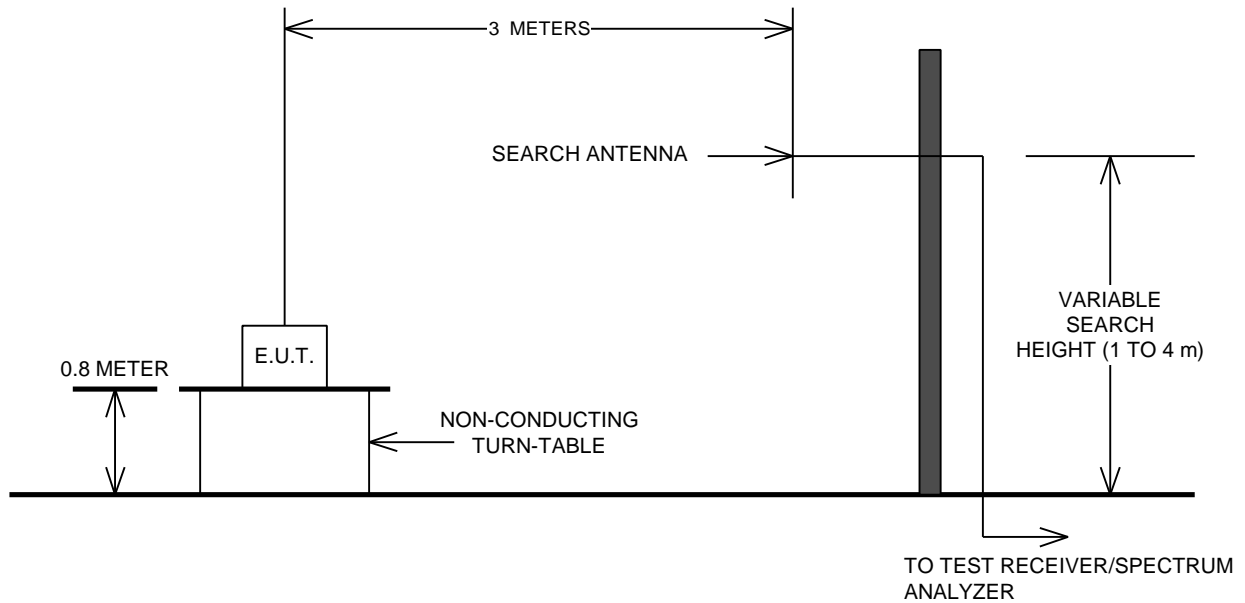 3 METERS
SEARCH ANTENNA
VARIABLE
SEARCH
HEIGHT (1 TO 4 m)
E.U.T.
0.8 METER
NON-CONDUCTING
TURN-TABLE
TO TEST RECEIVER/SPECTRUM
ANALYZER